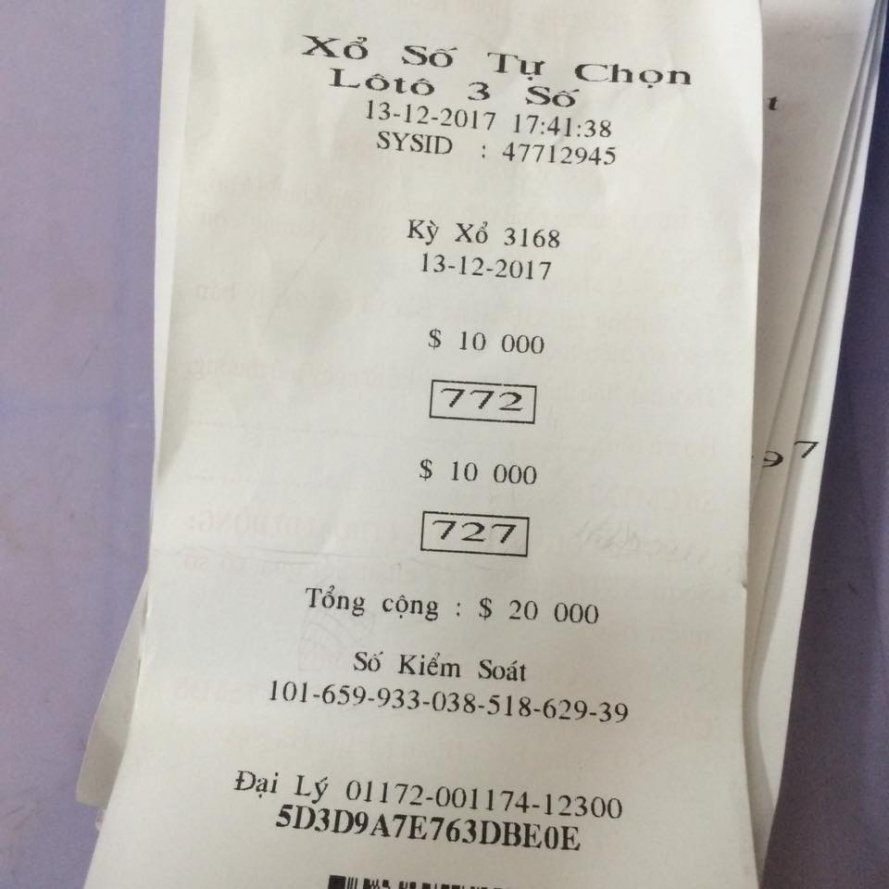 Xổ Số Tự Chọn
Lôtô 3 Số
13-12-2017 17:41:38
SYSID : 47712945
Kỳ Xổ 3168
13-12-2017
$ 10 000
772
$ 10 000
727
Tổng cộng : $ 20 000
Số Kiểm Soát
101-659-933-038-518-629-39
Đại Lý 01172-001174-12300
5D3D9A7E763DBE0E
t
97